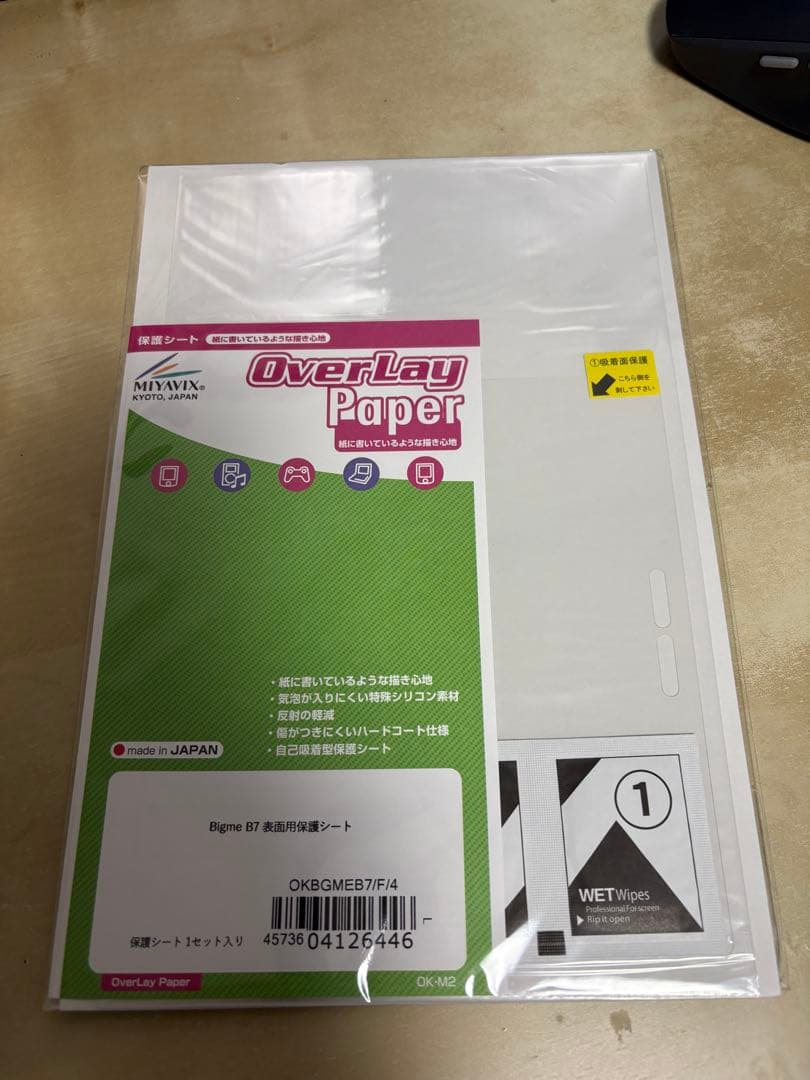 保護シート 紙に書いているような描き心地
MIYAVIX®
KYOTO, JAPAN
OverLay
Paper
紙に書いているような描き心地
①吸着面保護
こちら側を
剥して下さい
・紙に書いているような描き心地
・気泡が入りにくい特殊シリコン素材
・反射の軽減
・傷がつきにくいハードコート仕様
・自己吸着型保護シート
made in JAPAN
Bigme B7 表面用保護シート
OKBGMEB7/F/4
保護シート 1セット入り
45736 04126446
OverLay Paper
OK-M2
1
WET Wipes
Professional For screen
Rip it open